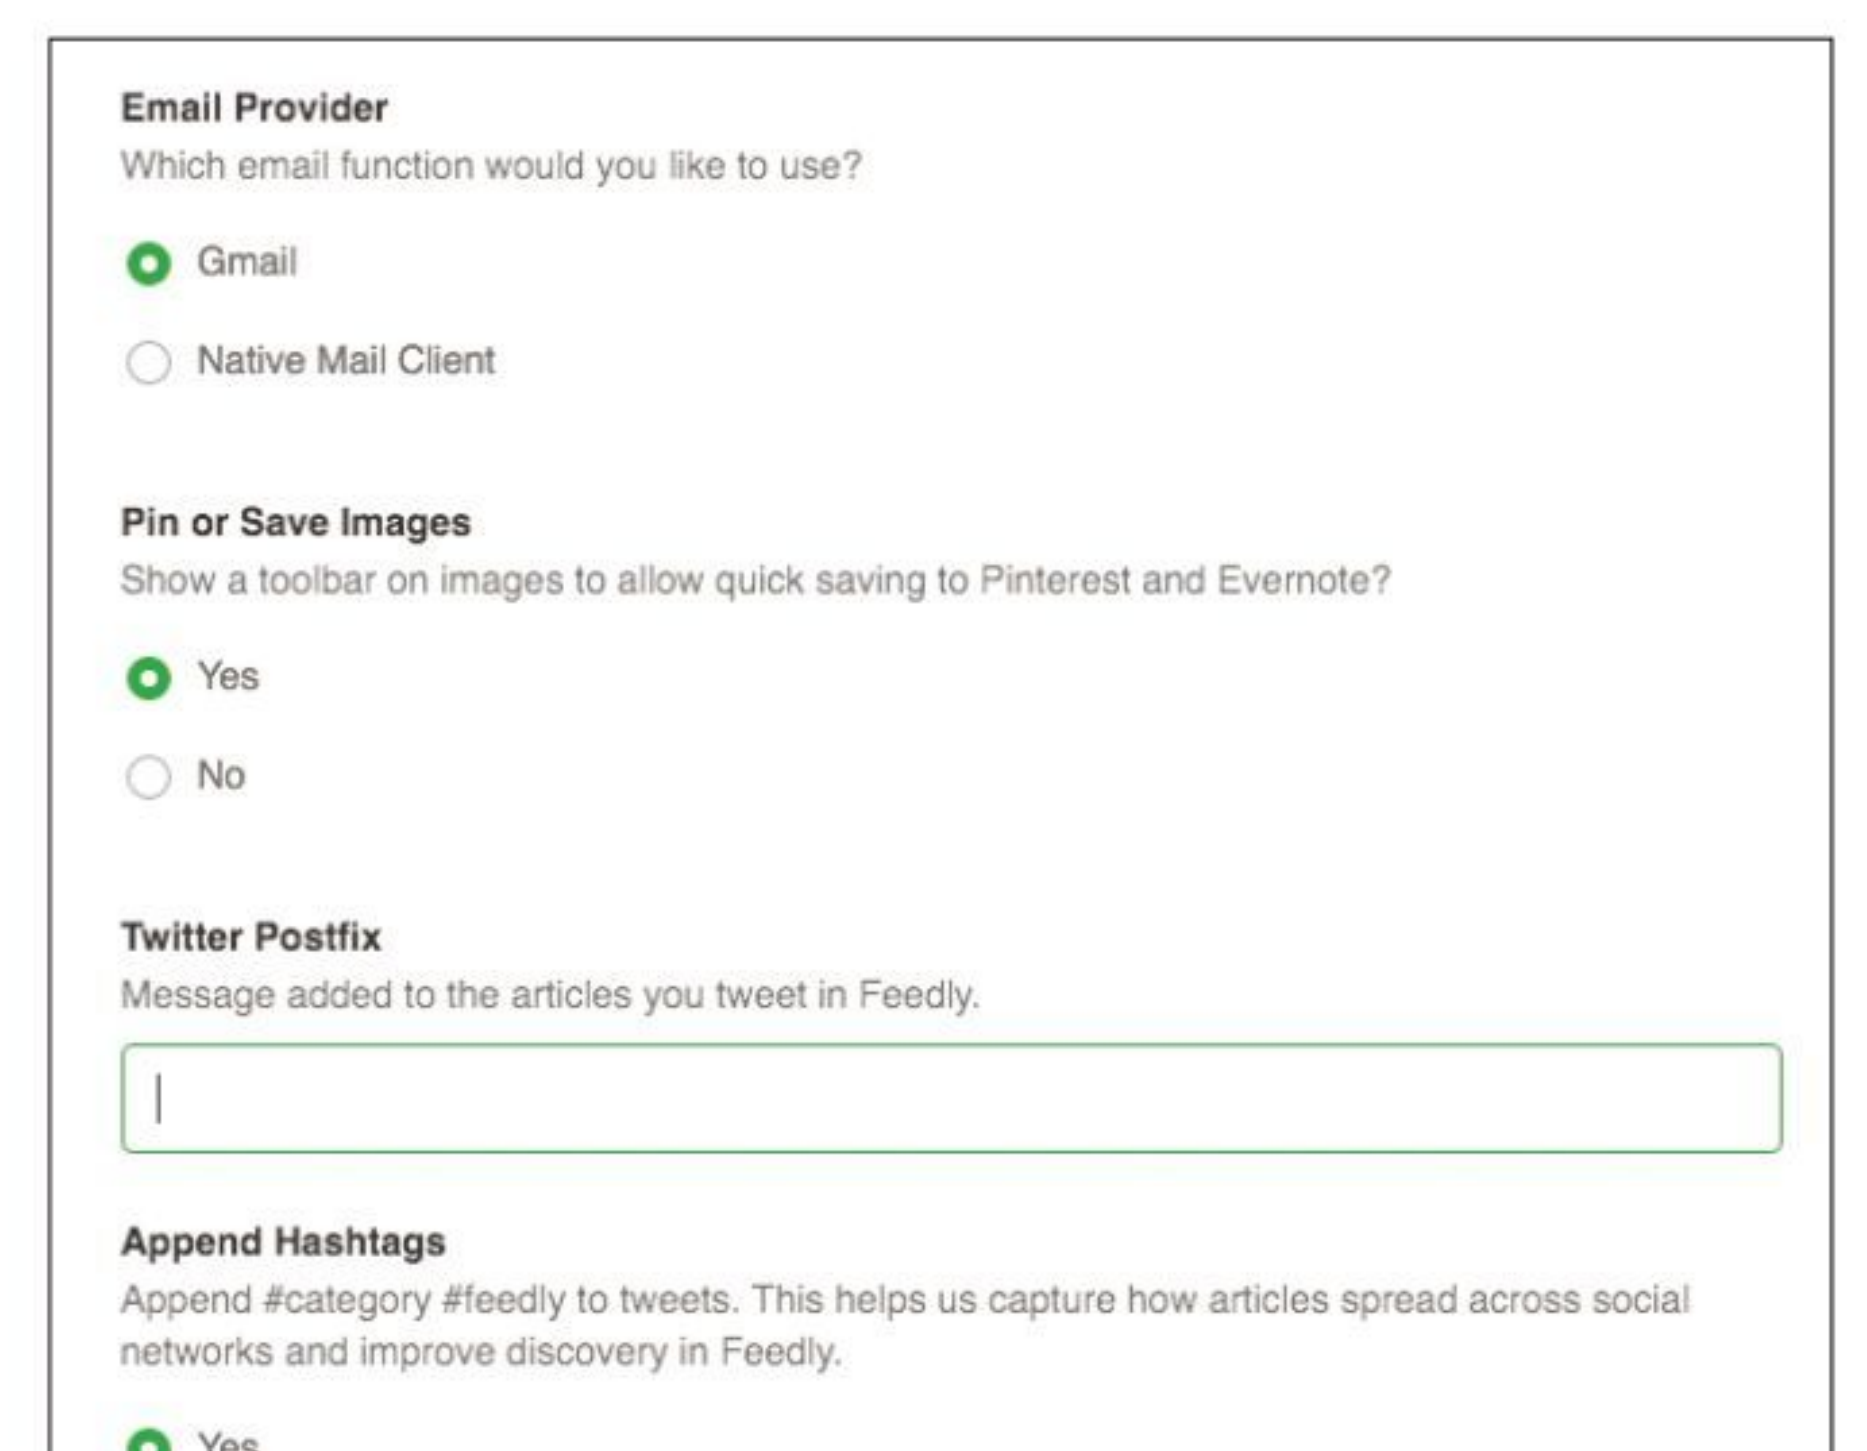 Email Provider
Which email function would you like to use?
Gmail
Native Mail Client
Pin or Save Images
Show a toolbar on images to allow quick saving to Pinterest and Evernote?
Yes
No
Twitter Postfix
Message added to the articles you tweet in Feedly.
Append Hashtags
Append #category #feedly to tweets. This helps us capture how articles spread across social
networks and improve discovery in Feedly.
Yes